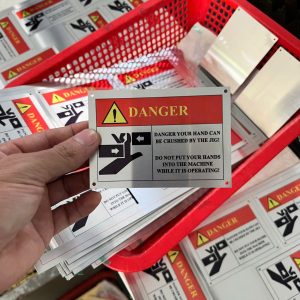 DANGER
DANGER YOUR HAND CAN
BE CRUSHED BY THE JIG!
DO NOT PUT YOUR HANDS
INTO THE MACHINE
WHILE IT IS OPERATING!
DANGER
DANGER
DANGER
DANGER